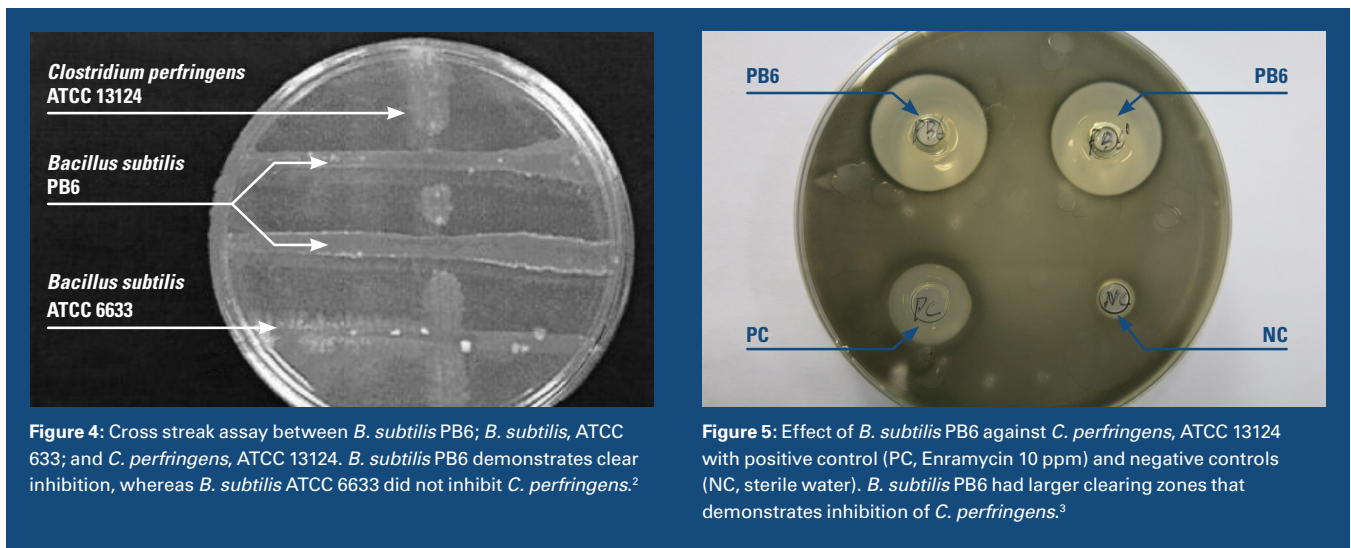 Clostridium perfringens
ATCC 13124
Bacillus subtilis
PB6
Bacillus subtilis
ATCC 6633
Figure 4: Cross streak assay between B. subtilis PB6; B. subtilis, ATCC
633; and C. perfringens, ATCC 13124. B. subtilis PB6 demonstrates clear
inhibition, whereas B. subtilis ATCC 6633 did not inhibit C. perfringens.²
PB6
PB6
PB6
PC
NC
PC
NC
Figure 5: Effect of B. subtilis PB6 against C. perfringens, ATCC 13124
with positive control (PC, Enramycin 10 ppm) and negative controls
(NC, sterile water). B. subtilis PB6 had larger clearing zones that
demonstrates inhibition of C. perfringens.³